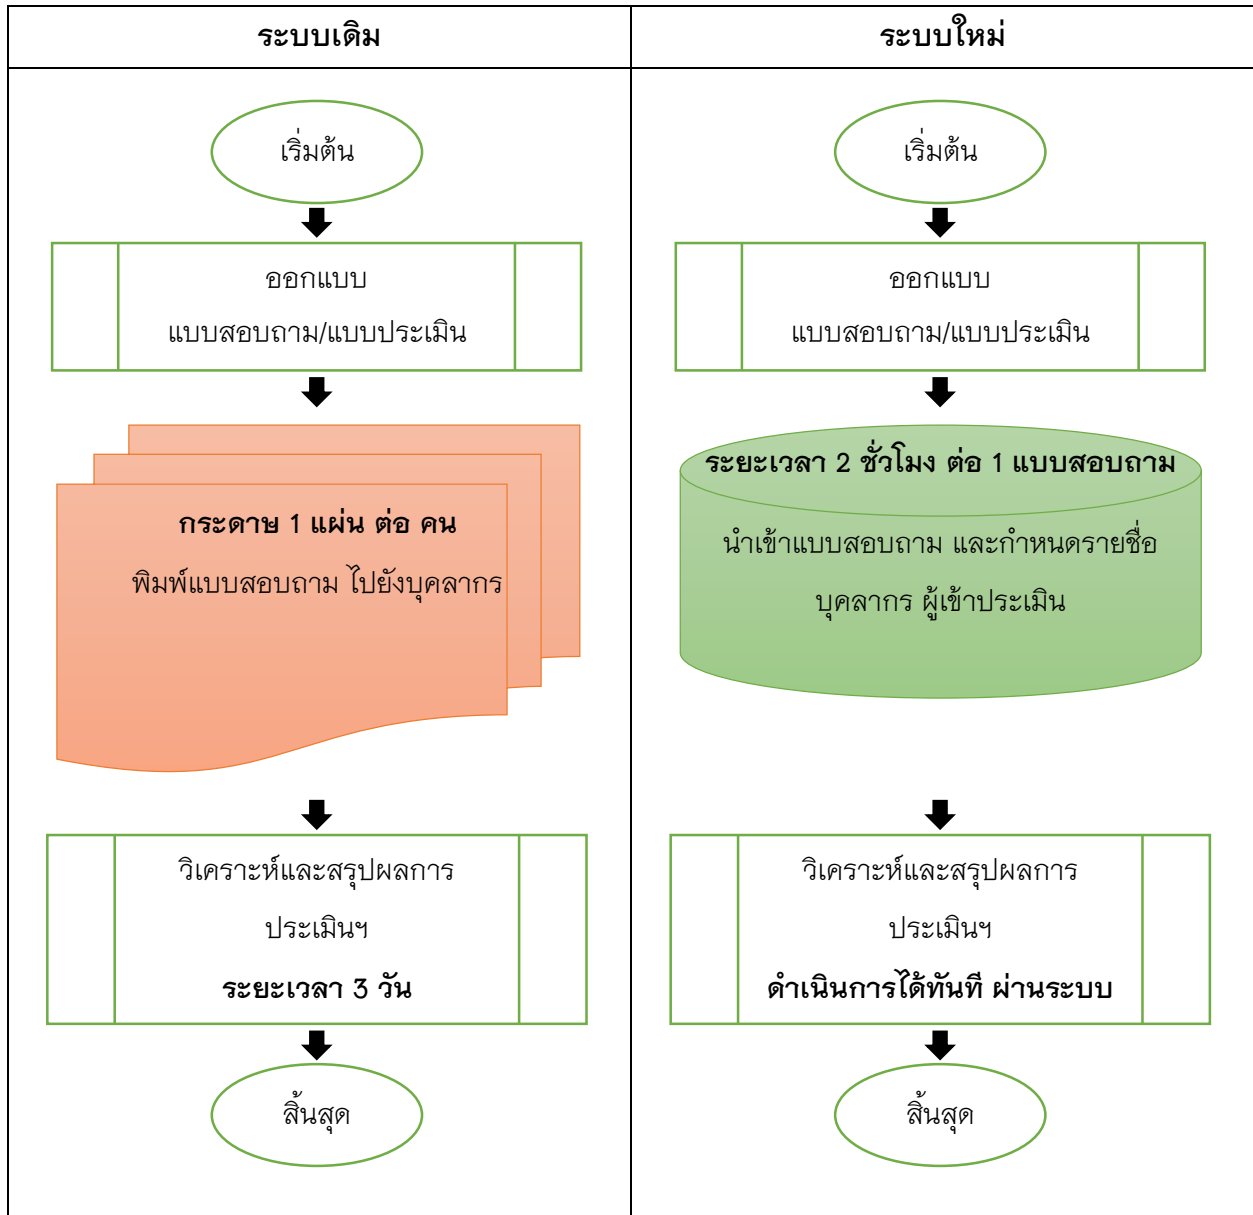 ระบบเดิม
เริ่มต้น
ออกแบบ
แบบสอบถาม/แบบประเมิน
กระดาษ 1 แผ่น ต่อ คน
พิมพ์แบบสอบถาม ไปยังบุคลากร
วิเคราะห์และสรุปผลการ
ประเมินฯ
ระยะเวลา 3 วัน
สิ้นสุด
ระบบใหม่
เริ่มต้น
ออกแบบ
แบบสอบถาม/แบบประเมิน
ระยะเวลา 2 ชั่วโมง ต่อ 1 แบบสอบถาม
นำเข้าแบบสอบถาม และกำหนดรายชื่อ
บุคลากร ผู้เข้าประเมิน
วิเคราะห์และสรุปผลการ
ประเมินฯ
ดำเนินการได้ทันที ผ่านระบบ
สิ้นสุด